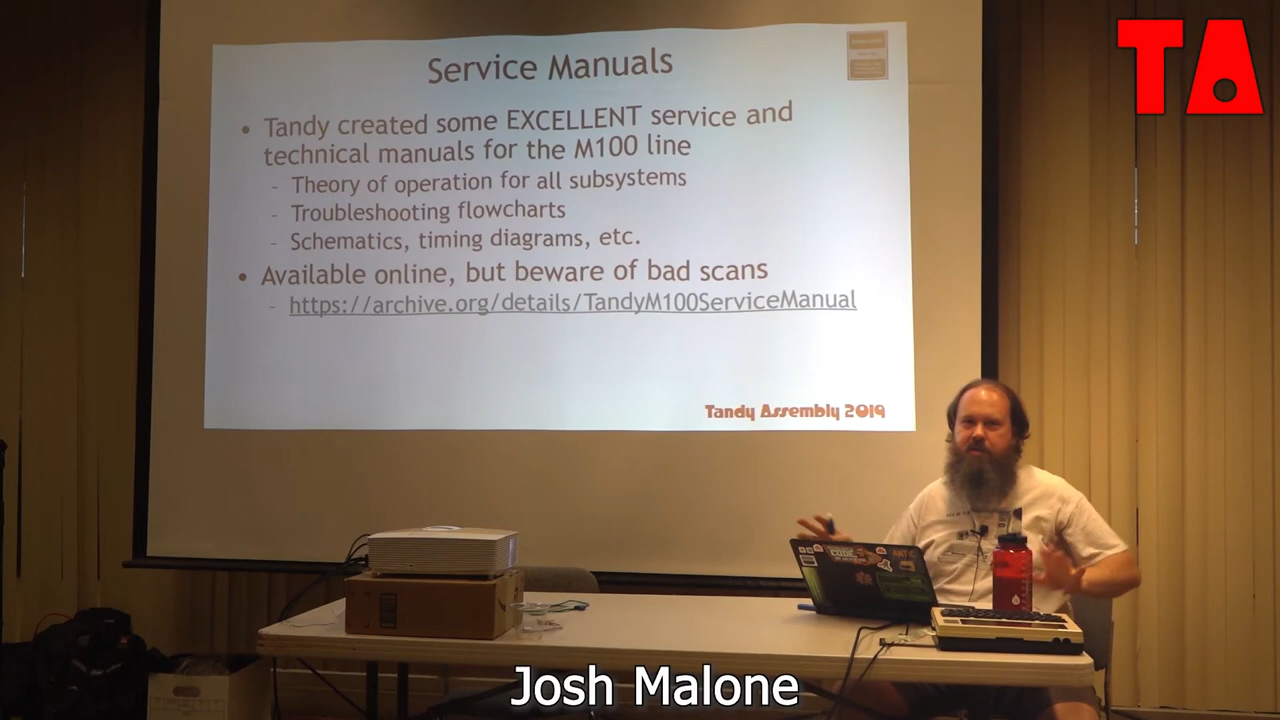 TA
Service Manuals
• Tandy created some EXCELLENT service and
technical manuals for the M100 line
- Theory of operation for all subsystems
- Troubleshooting flowcharts
- Schematics, timing diagrams, etc.
• Available online, but beware of bad scans
- https://archive.org/details/TandyM100ServiceManual
Tandy Assembly 2019
CODE
Josh Malone